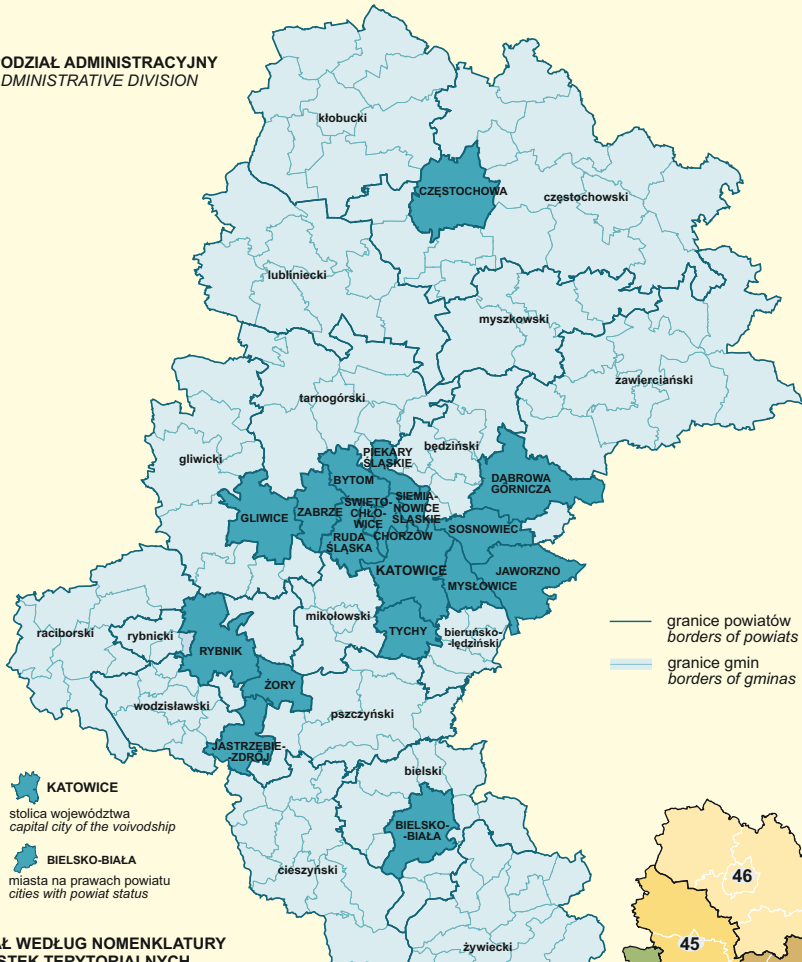 ODZIAŁ ADMINISTRACYJNY
DMINISTRATIVE DIVISION
kłobucki
CZĘSTOCHOWA
częstochowski
lubliniecki
myszkowski
zawierciański
tarnogórski
będziński
gliwicki
PIEKARY
ŚLĄSKIE
BYTOM
DĄBROWA
GÓRNICZA
GLIWICE
ZABRZE
ŚWIĘTO-
CHŁO-
WICE
SIEMIA-
NOWICE
ŚLĄSKIE
RUDA
ŚLĄSKA
CHORZÓW
SOSNOWIEC
KATOWICE
JAWORZNO
MYSŁOWICE
mikołowski
TYCHY
bieruńsko-
-lędziński
raciborski
rybnicki
RYBNIK
ŻORY
wodzisławski
pszczyński
JASTRZĘBIE-
-ZDRÓJ
bielski
BIELSKO-
-BIAŁA
cieszyński
żywiecki
granice powiatów
borders of powiats
granice gmin
borders of gminas
KATOWICE
stolica województwa
capital city of the voivodship
BIELSKO-BIAŁA
miasta na prawach powiatu
cities with powiat status
Ł WEDŁUG NOMENKLATURY
STEK TERYTORIALNYCH
46
45